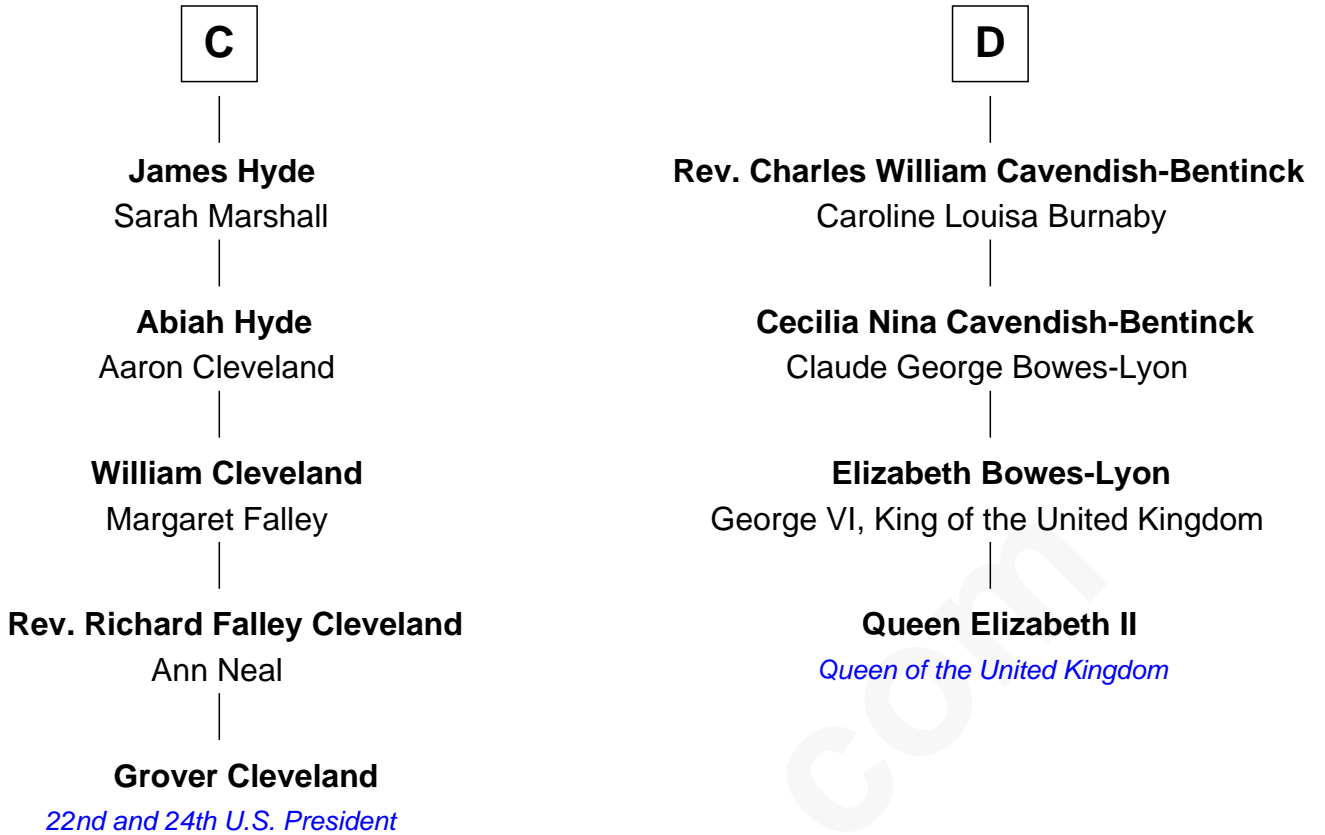 C
James Hyde
Sarah Marshall
Abiah Hyde
Aaron Cleveland
William Cleveland
Margaret Falley
Rev. Richard Falley Cleveland
Ann Neal
Grover Cleveland
22nd and 24th U.S. President
D
Rev. Charles William Cavendish-Bentinck
Caroline Louisa Burnaby
Cecilia Nina Cavendish-Bentinck
Claude George Bowes-Lyon
Elizabeth Bowes-Lyon
George VI, King of the United Kingdom
Queen Elizabeth II
Queen of the United Kingdom
com